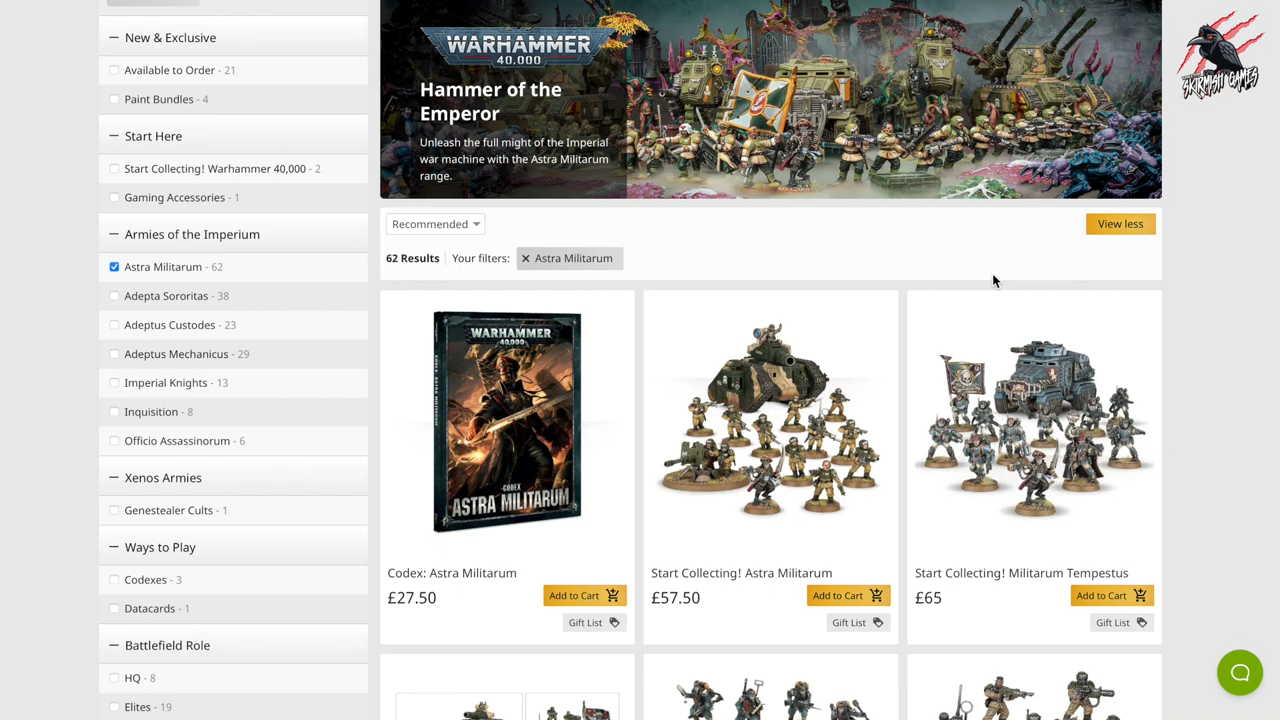 New & Exclusive
Available to Order - 21
Paint Bundles - 4
Start Here
Start Collecting! Warhammer 40,000 - 2
Gaming Accessories - 1
Armies of the Imperium
Astra Militarum - 62
Adepta Sororitas - 38
Adeptus Custodes - 23
Adeptus Mechanicus - 29
Imperial Knights - 13
Inquisition - 8
Officio Assassinorum - 6
Xenos Armies
Genestealer Cults - 1
Ways to Play
Codexes - 3
Datacards - 1
Battlefield Role
HQ - 8
Elites - 19
WARHAMMER
40,000
Hammer of the
Emperor
Unleash the full might of the Imperial
war machine with the Astra Militarum
range.
SKIRMISH GAMES
Recommended
View less
62 Results
Your filters:
Astra Militarum
WARHAMMER
40,000
CODEX
ASTRA MILITARUM
Codex: Astra Militarum
£27.50
Add to Cart
Gift List
Start Collecting! Astra Militarum
£57.50
Add to Cart
Gift List
Start Collecting! Militarum Tempestus
£65
Add to Cart
Gift List